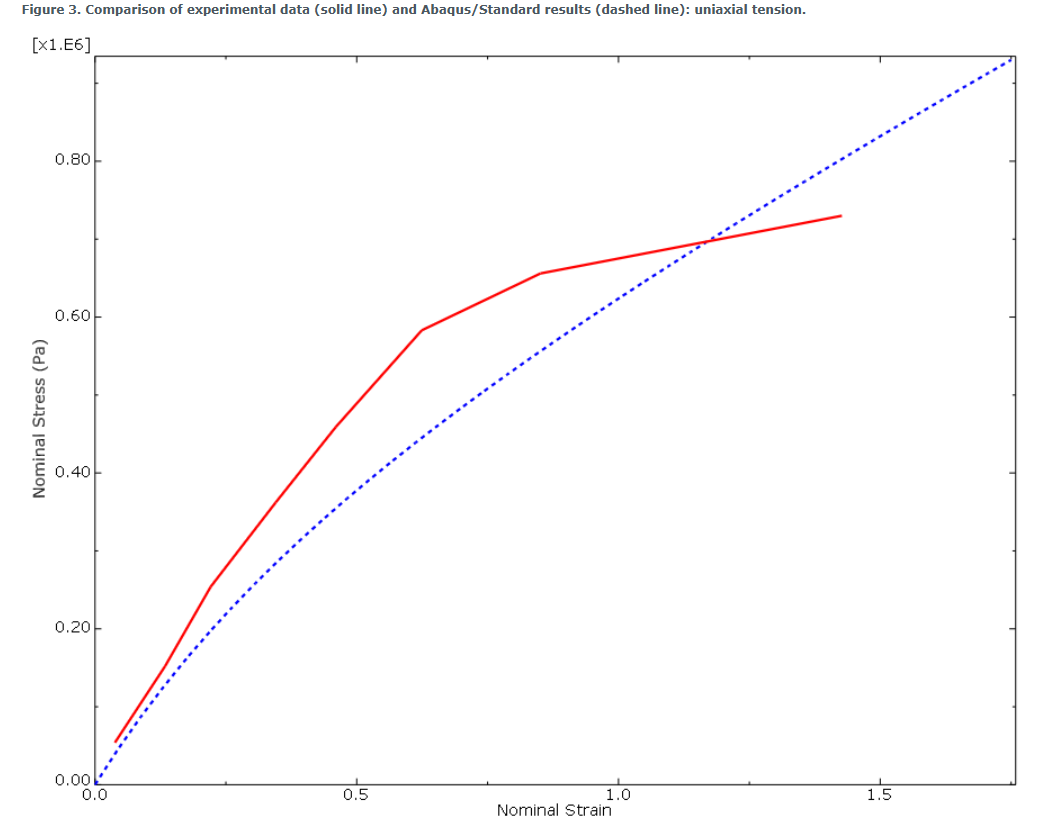 Figure 3. Comparison of experimental data (solid line) and Abaqus/Standard results (dashed line): uniaxial tension.
[x1.E6]
0.80
0.60
0.40
0.20
0.00
Nominal Stress (Pa)
0.0 0.5 1.0 1.5
Nominal Strain